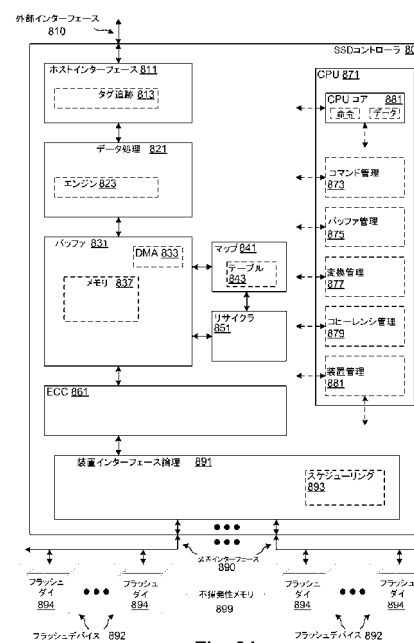 外部インターフェース
810
SSDコントローラ
ホストインターフェース 811
タグ追跡 813
データ処理 821
エンジン 823
バッファ 831
DMA 833
メモリ 837
マップ 841
テーブル
843
リサイクラ
851
ECC 861
CPU 871
CPU コア 881
命令 データ
コマンド管理
873
バッファ管理
875
変換管理
877
コヒーレンシ管理
879
装置管理
881
装置インターフェース論理 891
スケジューリング
893
装置インターフェース
890
フラッシュ
ダイ
894
フラッシュ
ダイ
894
不揮発性メモリ
899
フラッシュ
ダイ
894
フラッシュ
ダイ
894
フラッシュデバイス 892
フラッシュデバイス 892